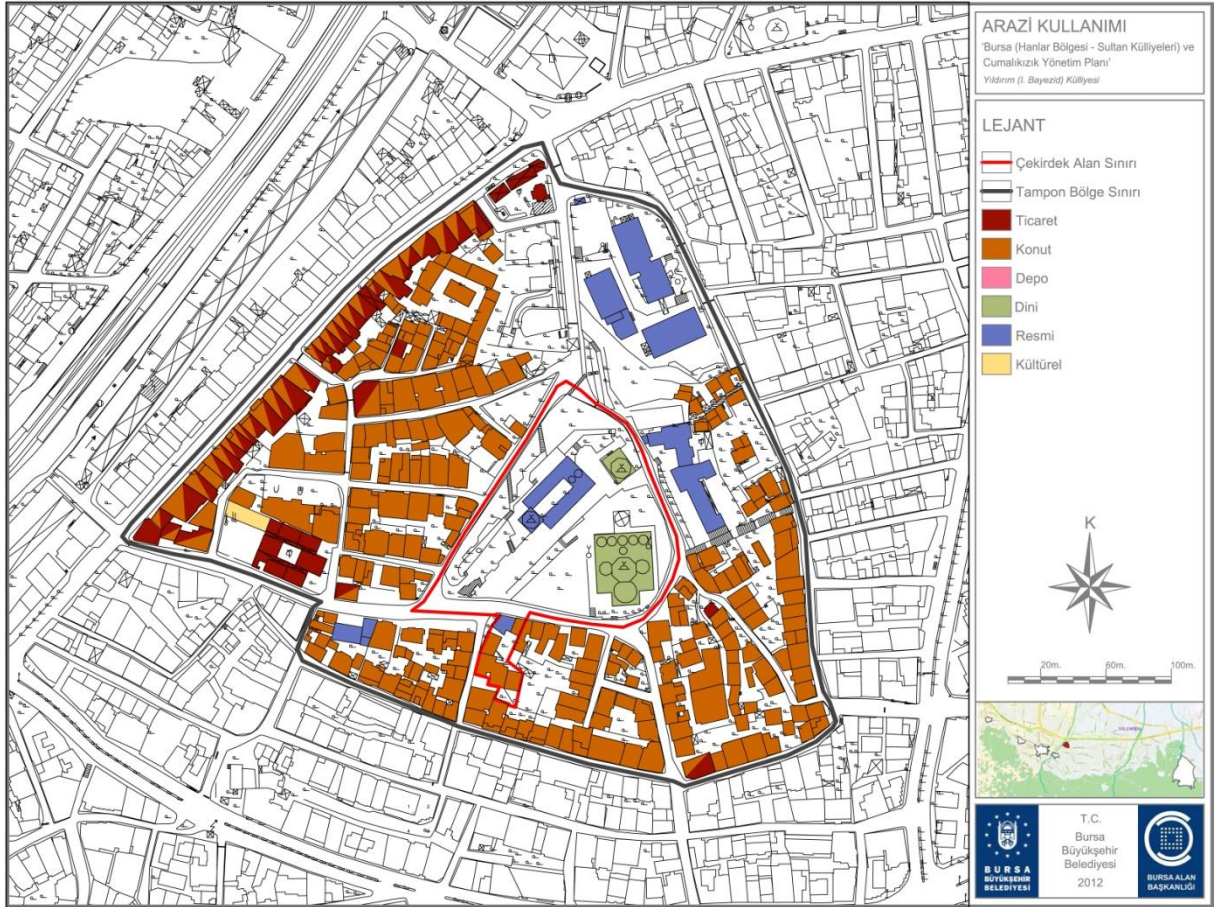 ARAZİ KULLANIMI
'Bursa (Hanlar Bölgesi - Sultan Külliyeleri) ve
Cumalıkızık Yönetim Planı'
Yıldırım (I. Bayezid) Külliyesi
LEJANT
Çekirdek Alan Sınırı
Tampon Bölge Sınırı
Ticaret
Konut
Depo
Dini
Resmi
Kültürel
K
20m. 60m. 100m.
T.C.
Bursa
Büyükşehir
Belediyesi
2012
BURSA
BÜYÜKŞEHİR
BELEDİYESİ
BURSA ALAN
BAŞKANLIĞI